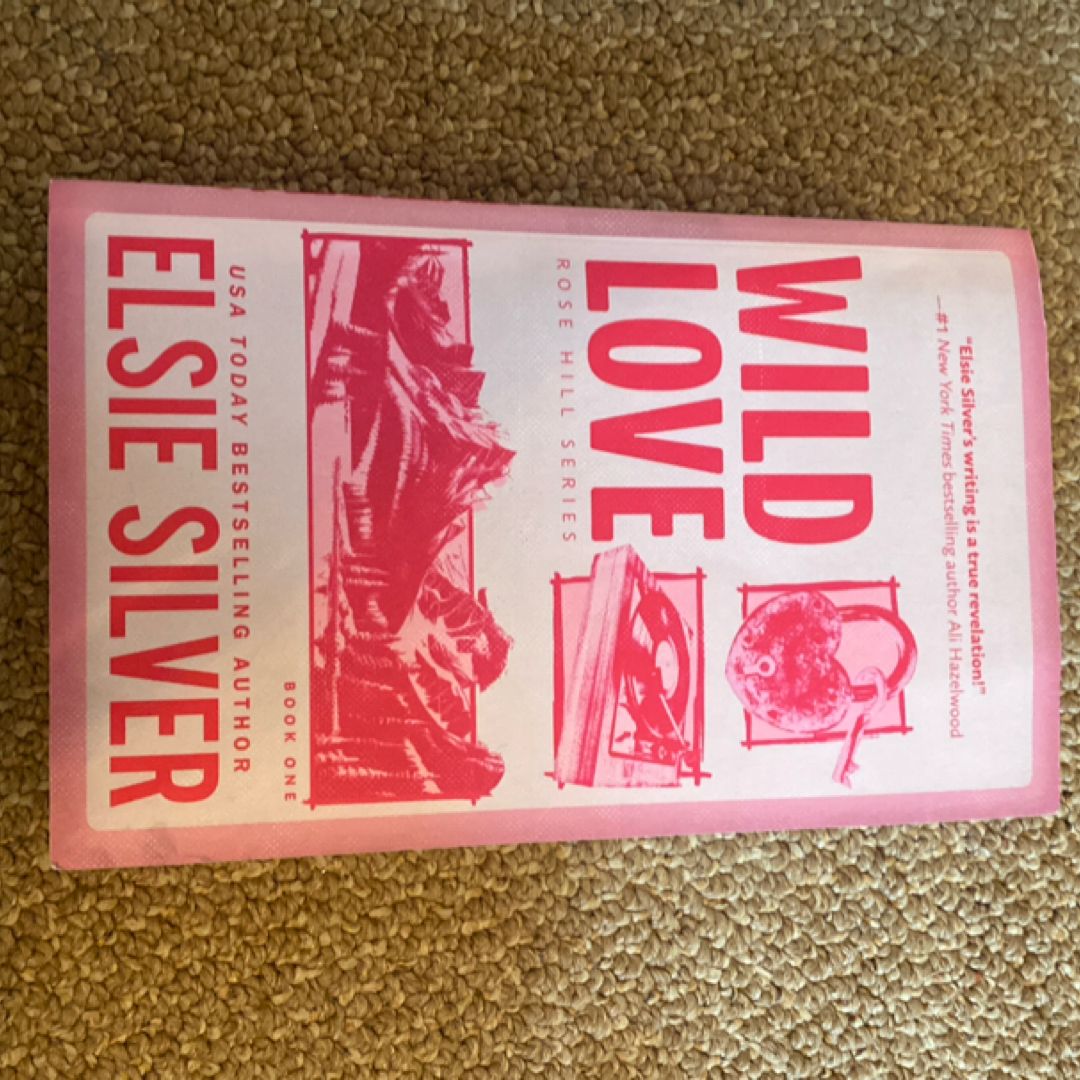 “Elsie Silver’s writing is a true revelation!”
—#1 New York Times bestselling author Ali Hazelwood
WILD
LOVE
ROSE HILL SERIES
BOOK ONE
USA TODAY BESTSELLING AUTHOR
ELSIE SILVER